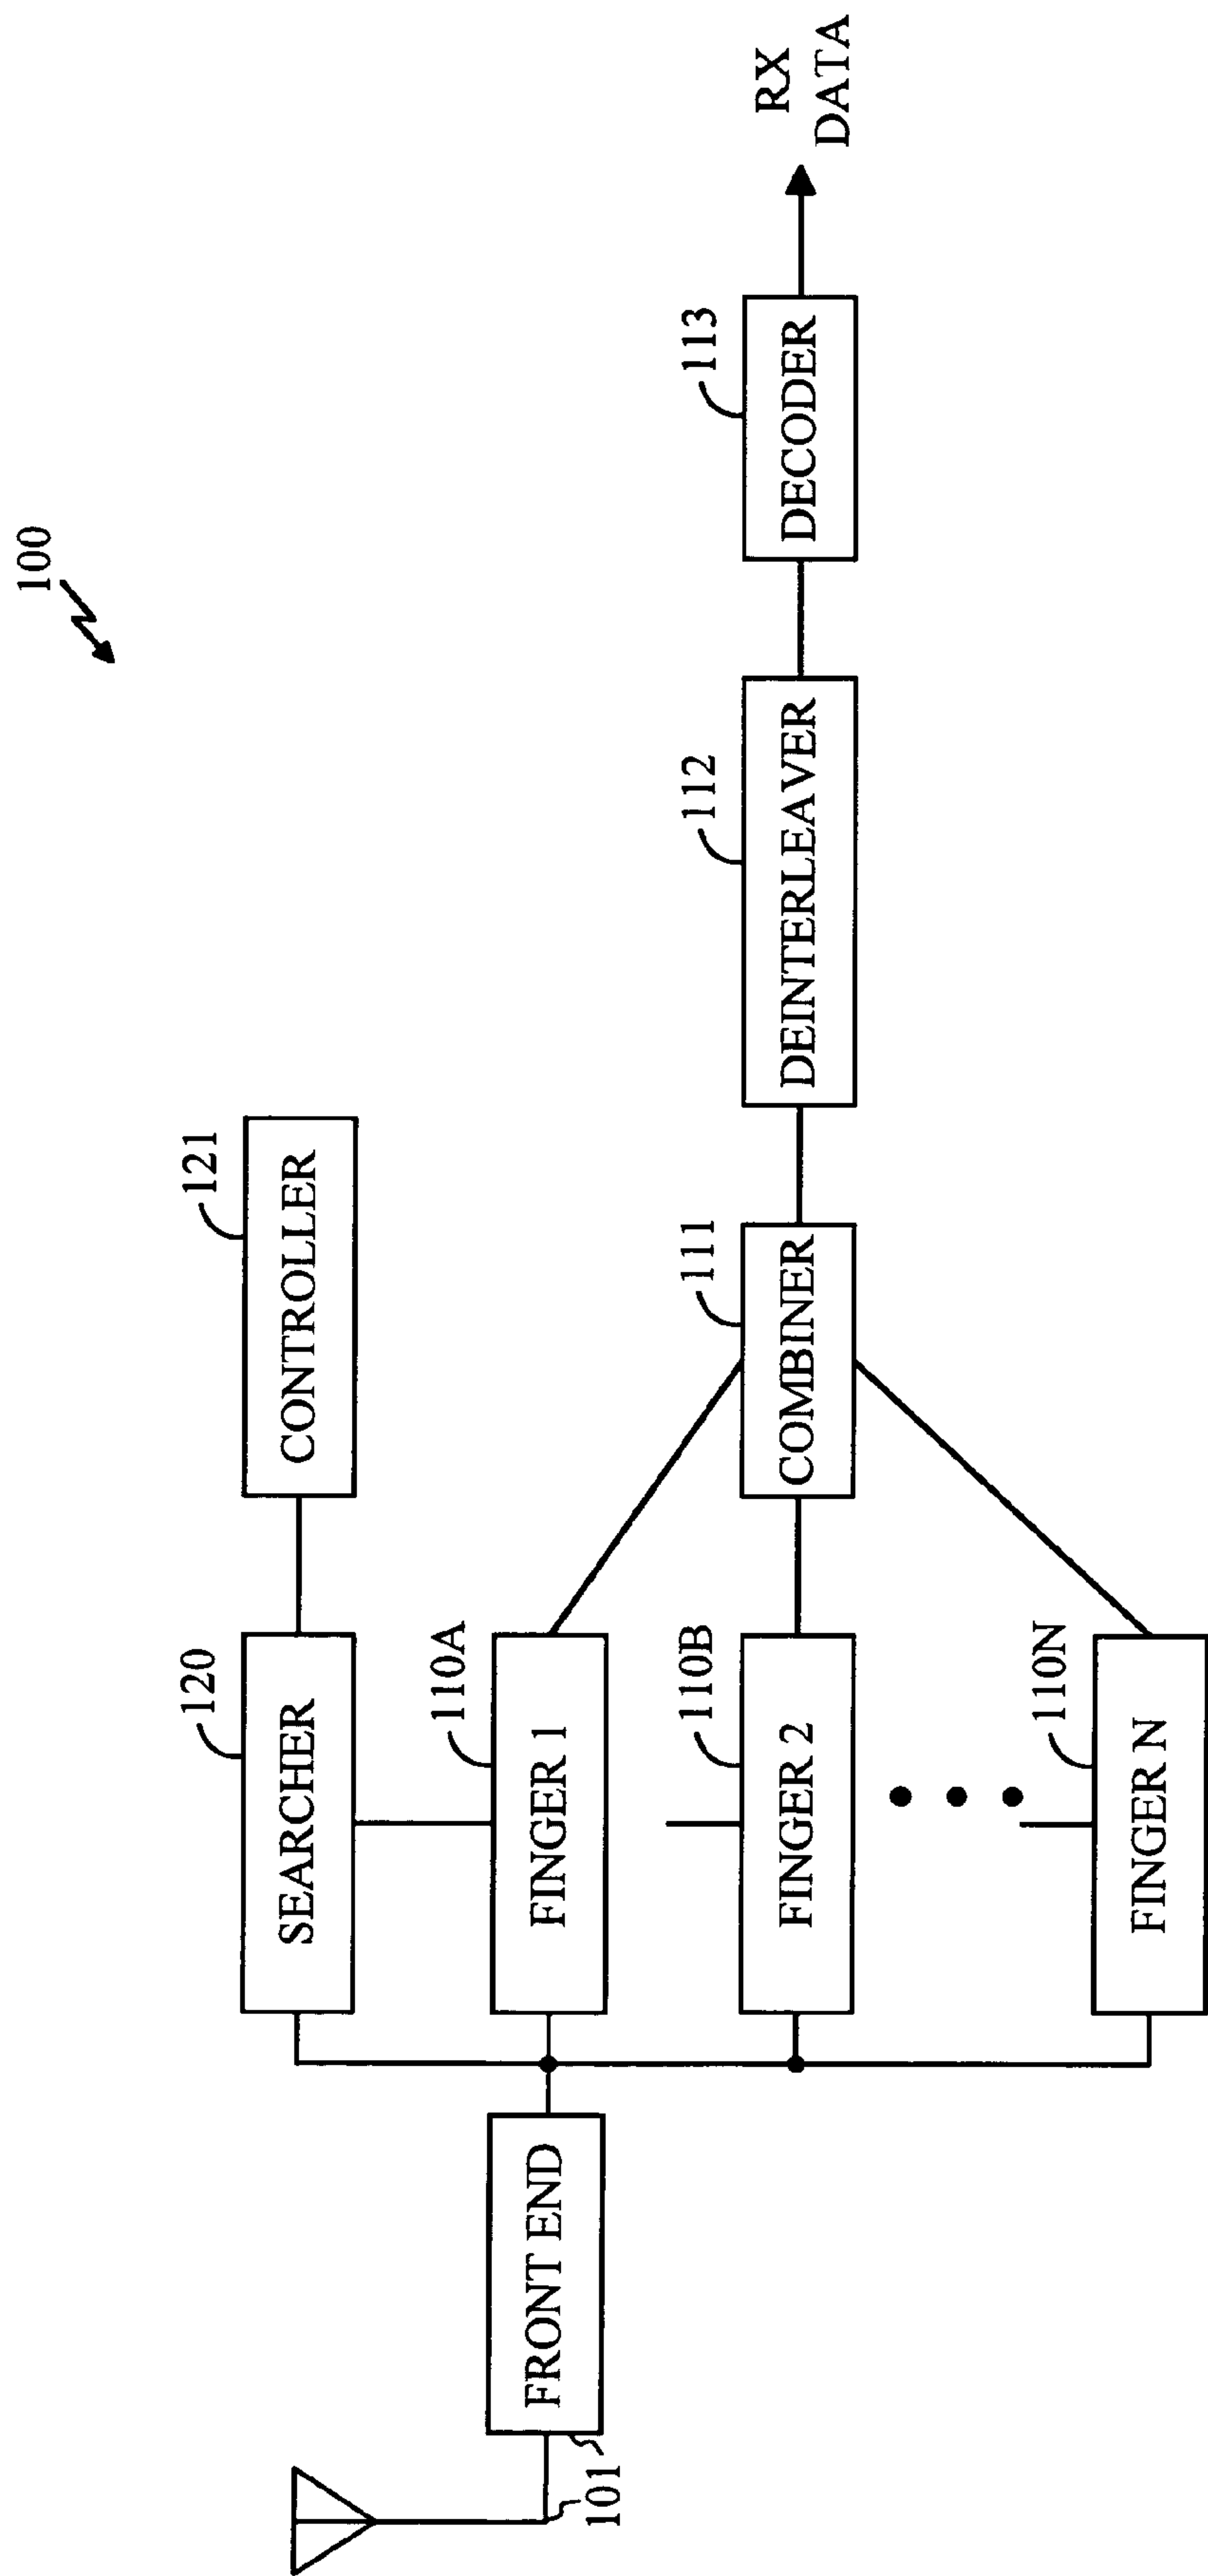 100
121
CONTROLLER
120
SEARCHER
110A
FINGER 1
110B
FINGER 2
110N
FINGER N
FRONT END
101
111
COMBINER
112
DEINTERLEAVER
113
DECODER
RX
DATA